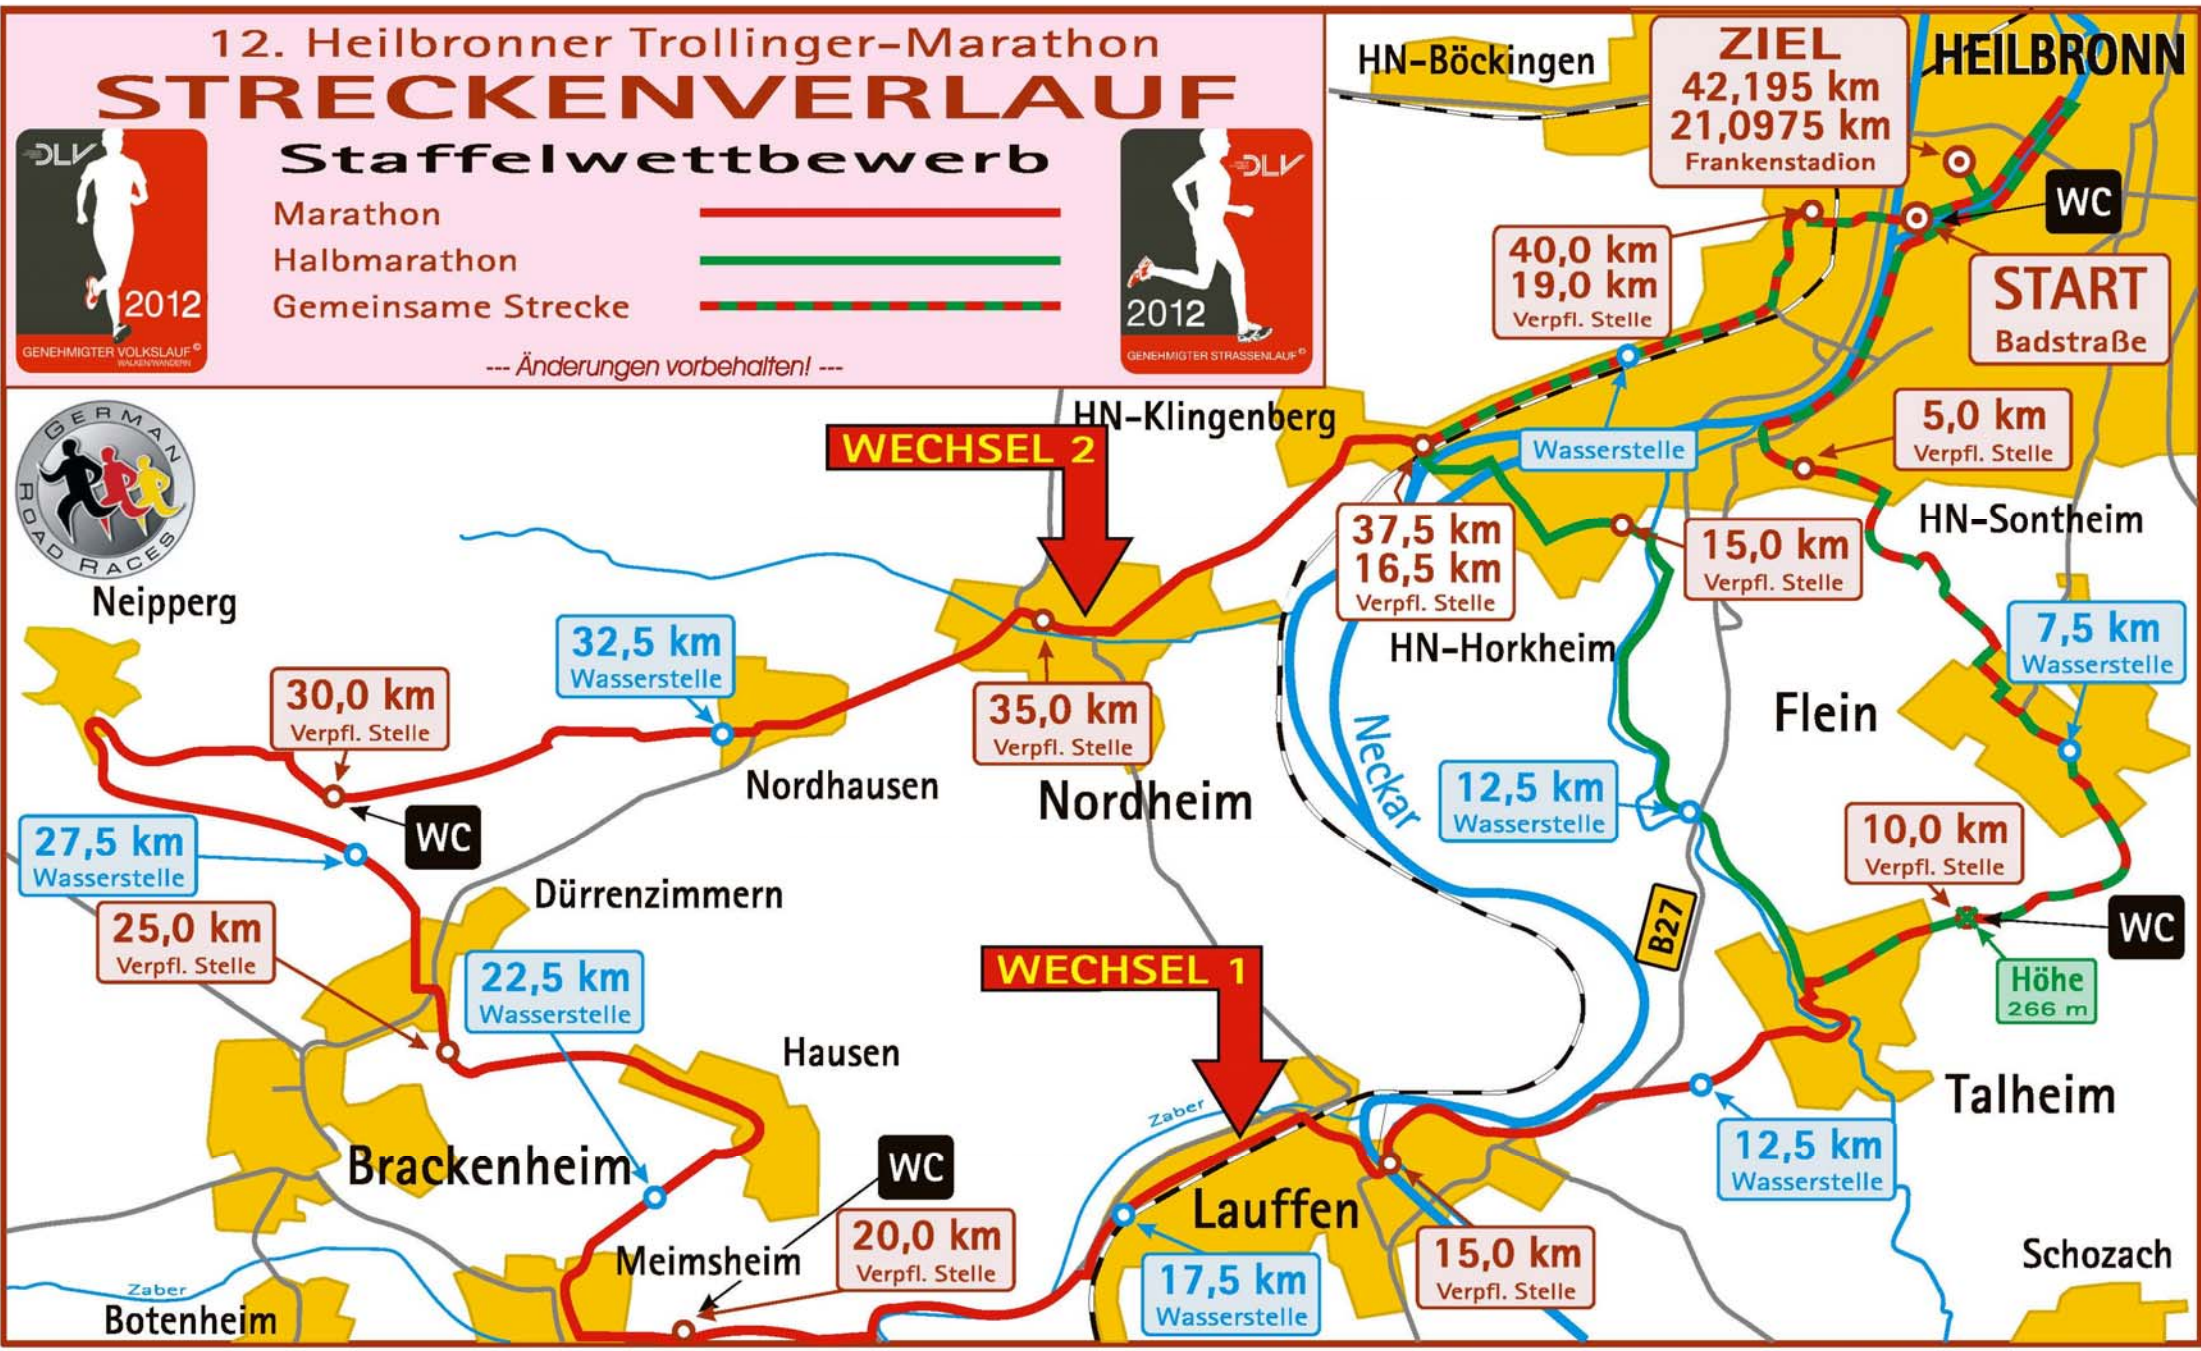 12. Heilbronner Trollinger-Marathon
STRECKENVERLAUF
Staffelwettbewerb
Marathon
Halbmarathon
Gemeinsame Strecke
--- Änderungen vorbehalten! ---
DLV
2012
GENEHMIGTER VOLKSLAUF©
WALKEN/WANDERN
DLV
2012
GENEHMIGTER STRASSENLAUF©
GERMAN
ROAD RACES
HN-Böckingen
ZIEL
42,195 km
21,0975 km
Frankenstadion
HEILBRONN
WC
START
Badstraße
40,0 km
19,0 km
Verpfl. Stelle
Wasserstelle
5,0 km
Verpfl. Stelle
HN-Klingenberg
WECHSEL 2
37,5 km
16,5 km
Verpfl. Stelle
15,0 km
Verpfl. Stelle
HN-Sontheim
HN-Horkheim
7,5 km
Wasserstelle
Flein
Neipperg
30,0 km
Verpfl. Stelle
32,5 km
Wasserstelle
35,0 km
Verpfl. Stelle
Nordhausen
Nordheim
Neckar
12,5 km
Wasserstelle
10,0 km
Verpfl. Stelle
WC
Höhe
266 m
B27
27,5 km
Wasserstelle
WC
Dürrenzimmern
25,0 km
Verpfl. Stelle
22,5 km
Wasserstelle
WECHSEL 1
Hausen
Talheim
Zaber
Brackenheim
WC
Lauffen
12,5 km
Wasserstelle
Meimsheim
20,0 km
Verpfl. Stelle
17,5 km
Wasserstelle
15,0 km
Verpfl. Stelle
Schozach
Zaber
Botenheim